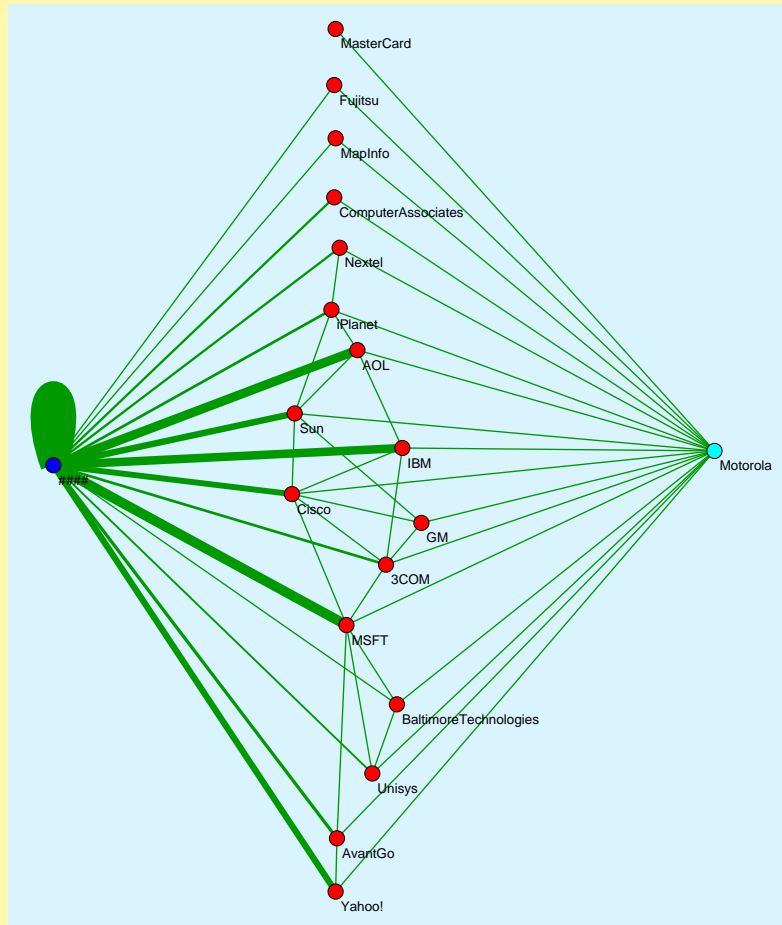 MasterCard
Fujitsu
MapInfo
ComputerAssociates
Nextel
iPlanet
AOL
Sun
IBM
Motorola
####
Cisco
GM
3COM
MSFT
BaltimoreTechnologies
Unisys
AvantGo
Yahoo!